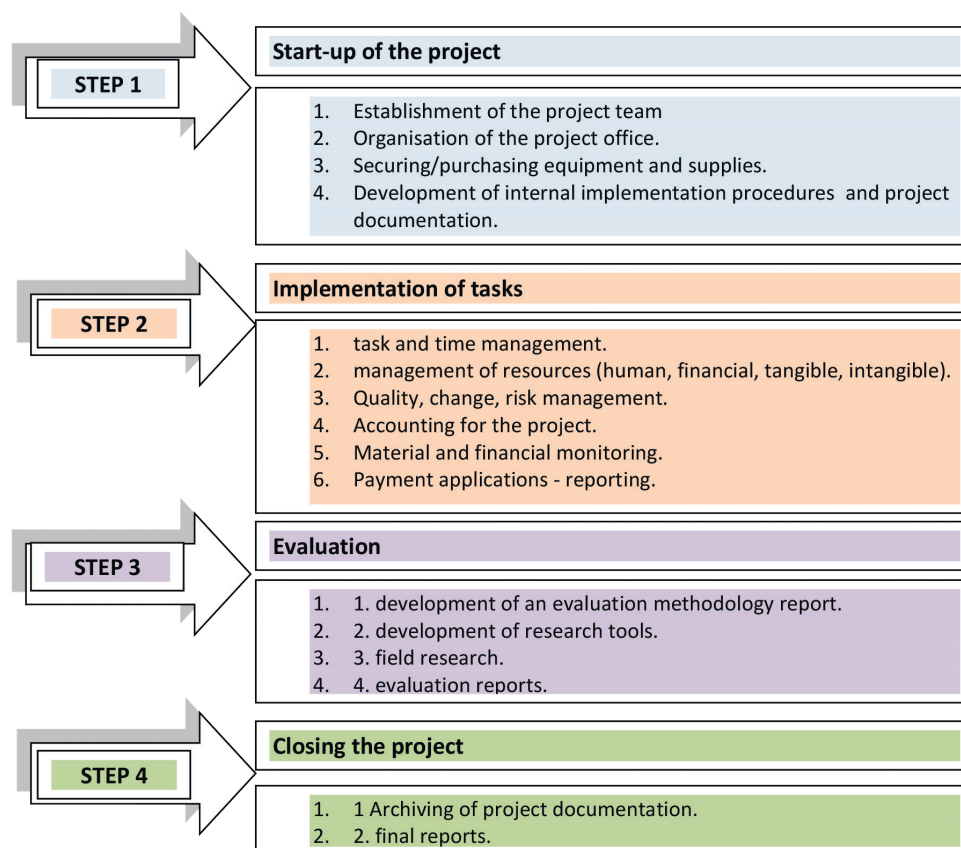 STEP 1
Start-up of the project
1. Establishment of the project team
2. Organisation of the project office.
3. Securing/purchasing equipment and supplies.
4. Development of internal implementation procedures and project
documentation.
STEP 2
Implementation of tasks
1. task and time management.
2. management of resources (human, financial, tangible, intangible).
3. Quality, change, risk management.
4. Accounting for the project.
5. Material and financial monitoring.
6. Payment applications - reporting.
STEP 3
Evaluation
1. 1. development of an evaluation methodology report.
2. 2. development of research tools.
3. 3. field research.
4. 4. evaluation reports.
STEP 4
Closing the project
1. 1 Archiving of project documentation.
2. 2. final reports.